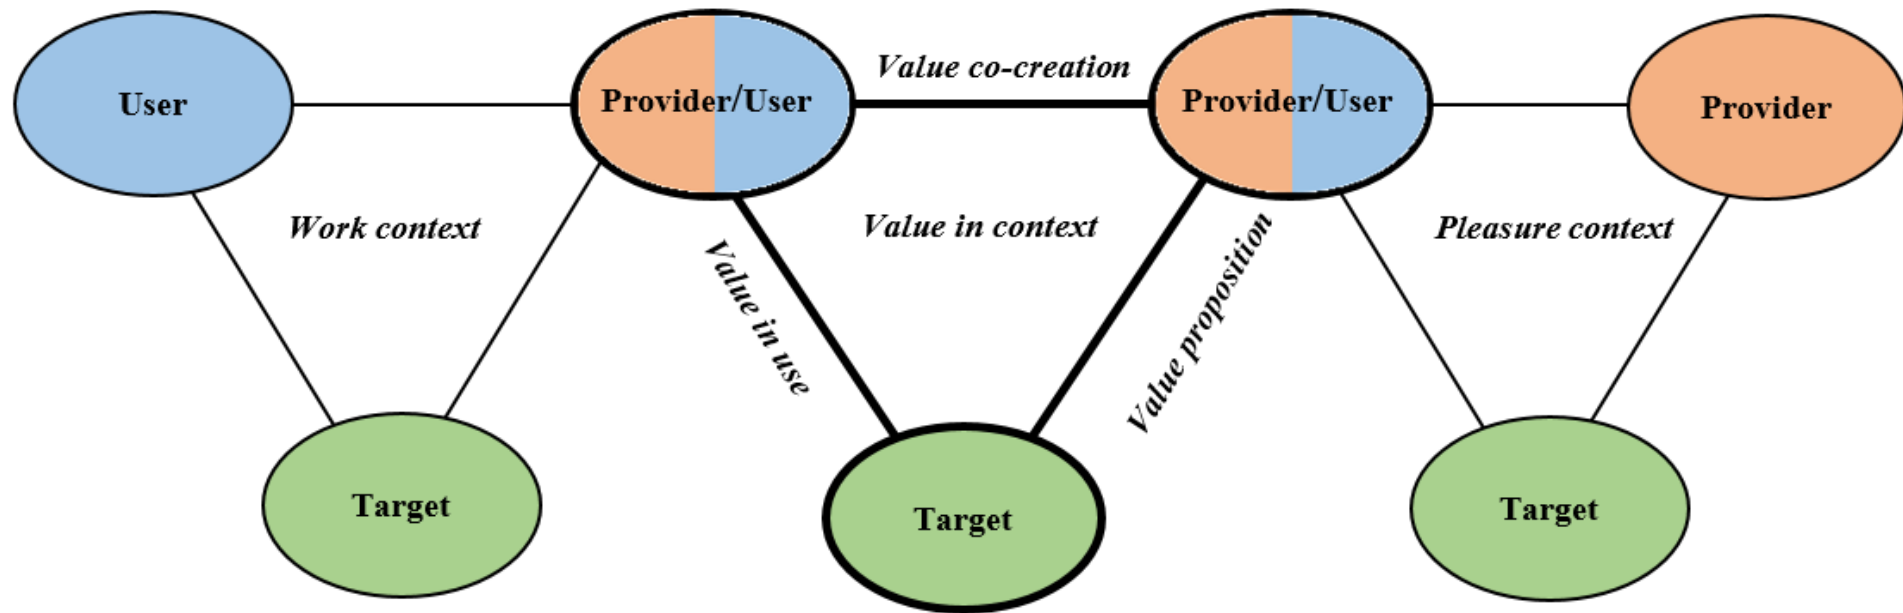 User
Provider/User
Value co-creation
Provider/User
Provider
Work context
Value in context
Pleasure context
Value in use
Value proposition
Target
Target
Target